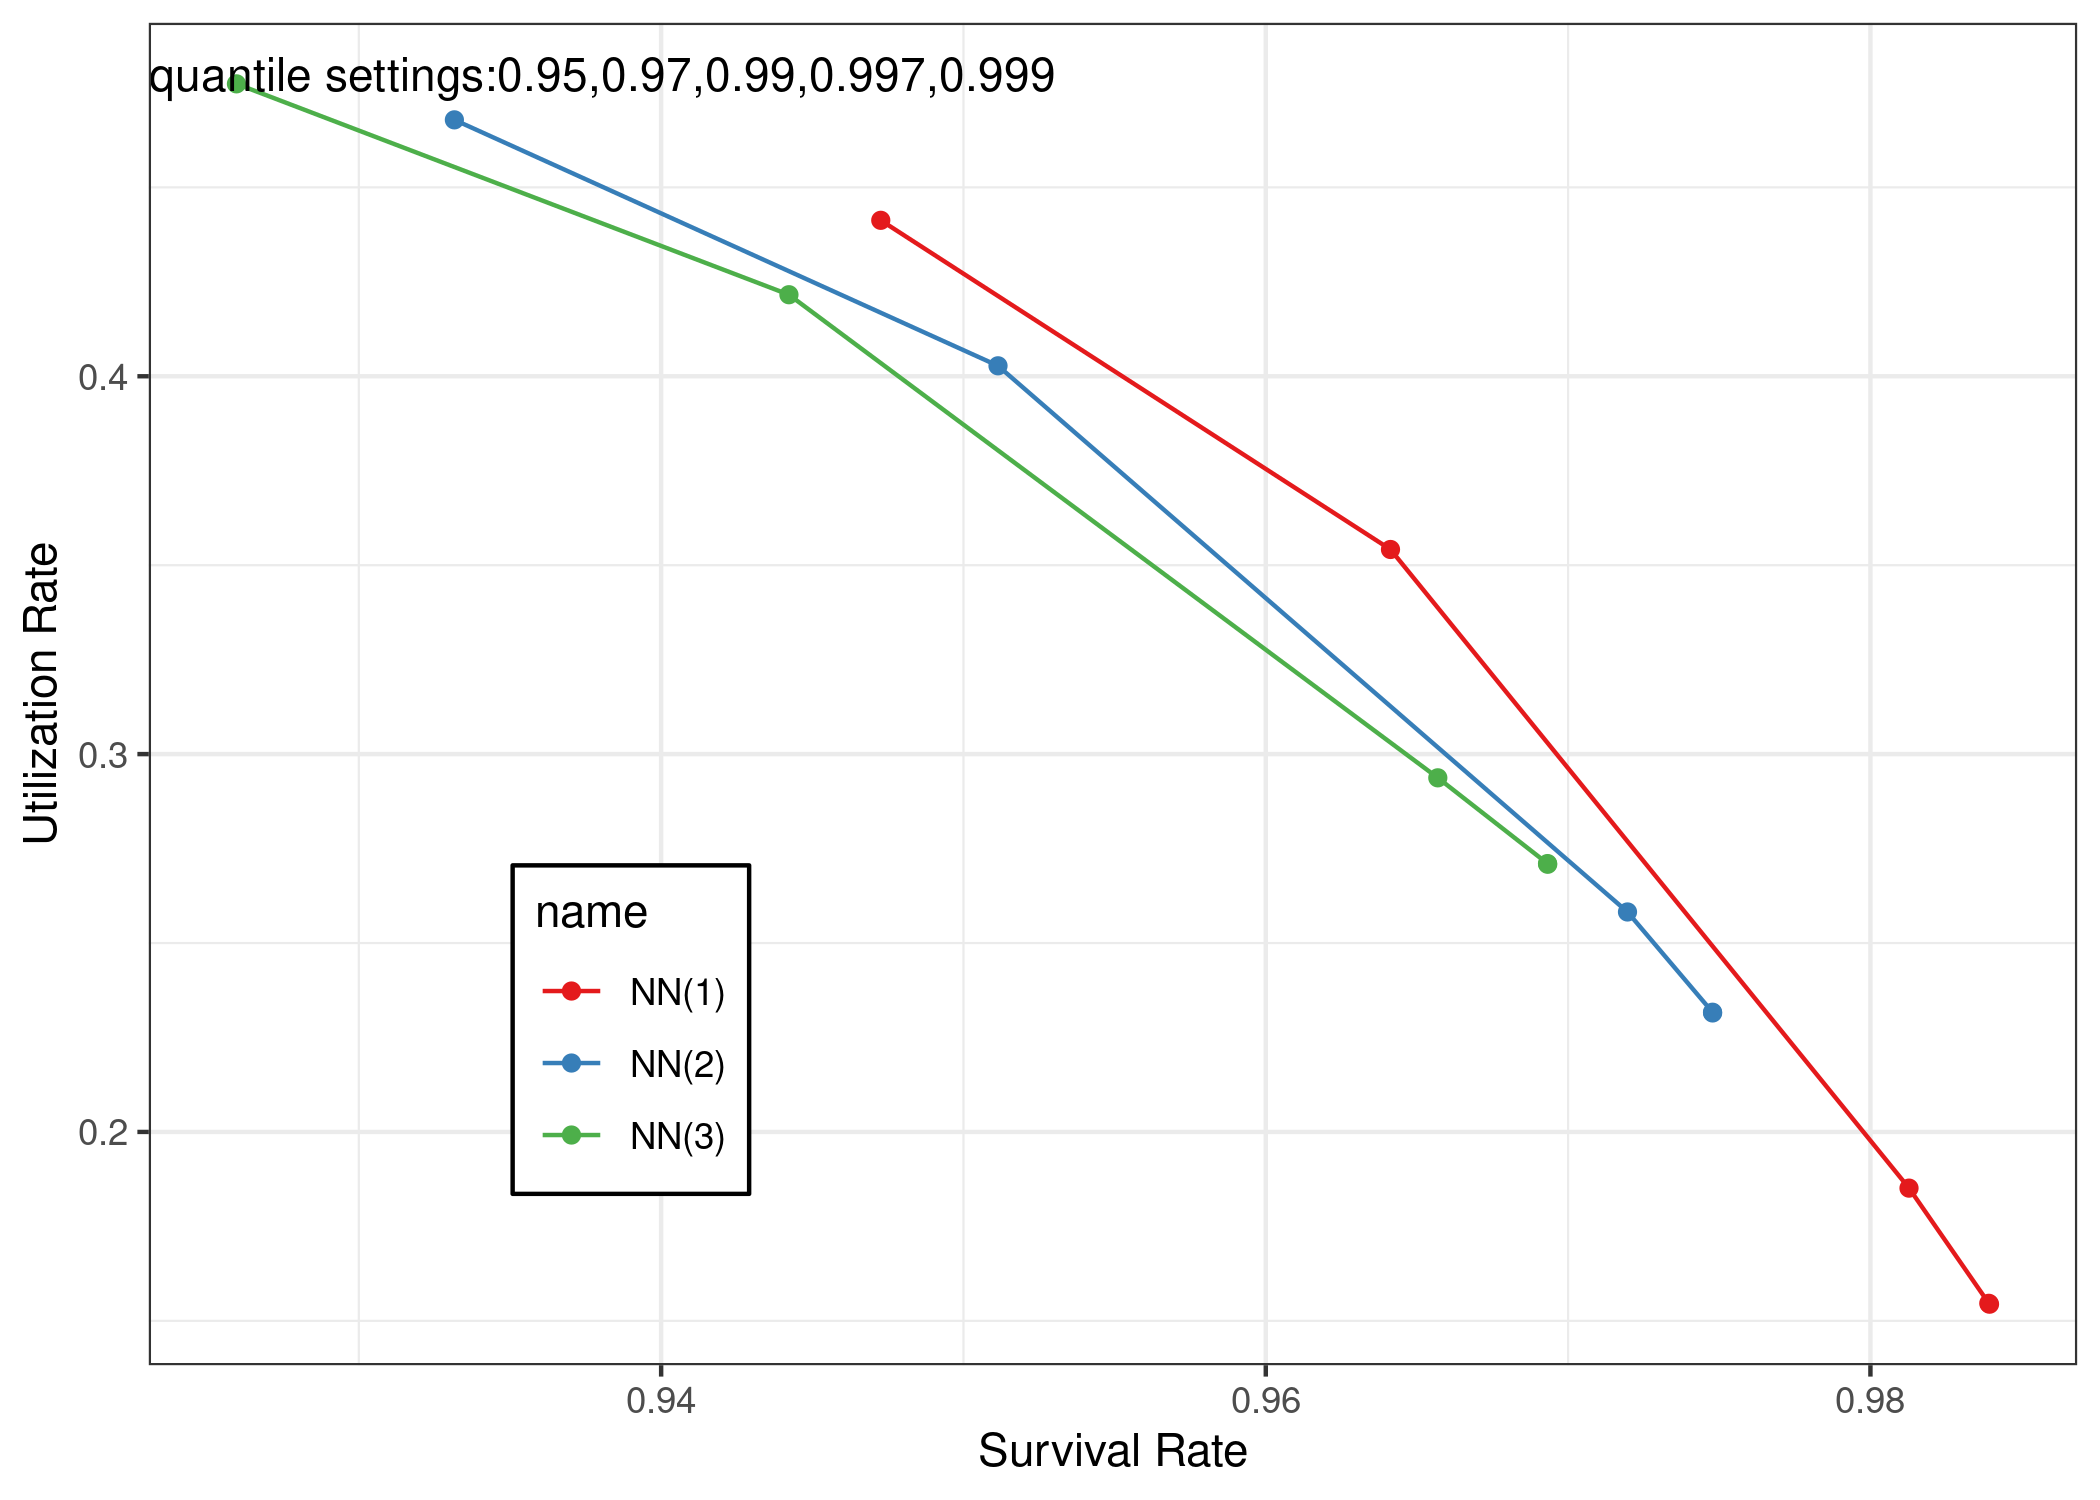 quantile settings:0.95,0.97,0.99,0.997,0.999
0.4
0.3
0.2
Utilization Rate
name
NN(1)
NN(2)
NN(3)
0.94
0.96
0.98
Survival Rate